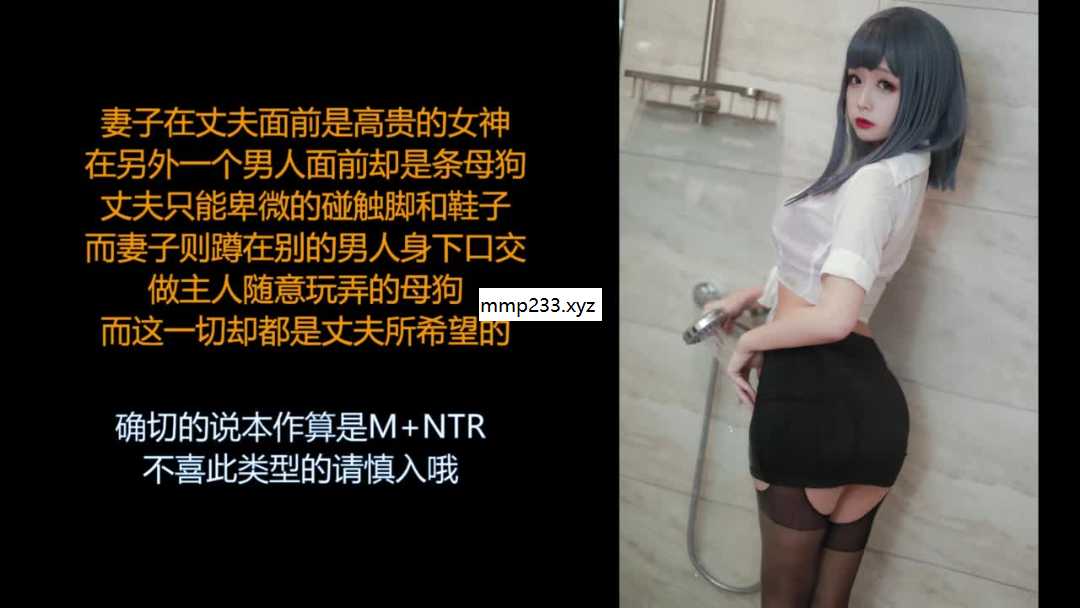 妻子在丈夫面前是高贵的女神
在另外一个男人面前却是条母狗
丈夫只能卑微的碰触脚和鞋子
而妻子则蹲在别的男人身下口交
做主人随意玩弄的母狗
mmp233.xyz
而这一切却都是丈夫所希望的
确切的说本作算是M+NTR
不喜此类型的请慎入哦